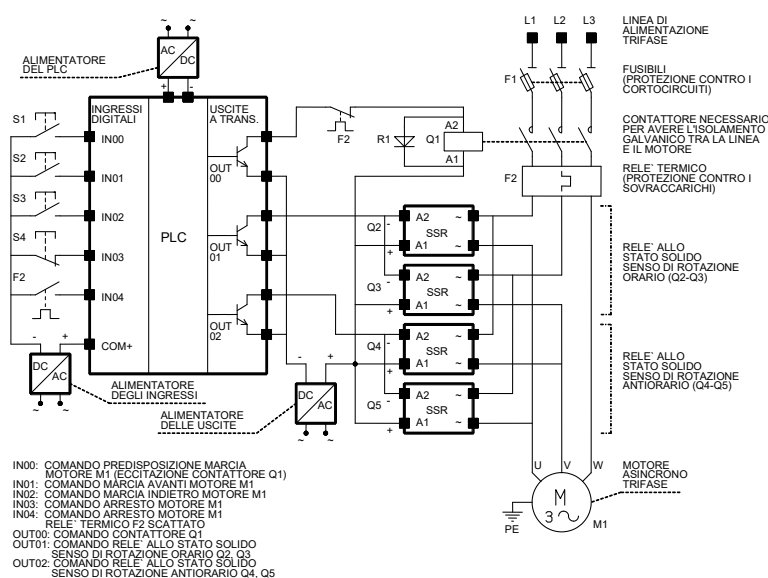 ~ ~
AC
DC
+ -
ALIMENTATORE
DEL PLC
L1 L2 L3
LINEA DI
ALIMENTAZIONE
TRIFASE
F1
FUSIBILI
(PROTEZIONE CONTRO I
CORTOCIRCUITI)
CONTATTORE NECESSARIO
PER AVERE L'ISOLAMENTO
GALVANICO TRA LA LINEA
E IL MOTORE
F2
RELE` TERMICO
(PROTEZIONE CONTRO I
SOVRACCARICHI)
INGRESSI
DIGITALI
USCITE
A TRANS.
PLC
S1
IN00
S2
IN01
S3
IN02
S4
IN03
F2
IN04
COM+
OUT
00
OUT
01
OUT
02
F2
R1
Q1
A2
A1
Q2
-
+
A2
A1
SSR
~
~
Q3
-
+
A2
A1
SSR
~
~
RELE` ALLO
STATO SOLIDO
SENSO DI ROTAZIONE
ORARIO (Q2-Q3)
Q4
-
+
A2
A1
SSR
~
~
Q5
-
+
A2
A1
SSR
~
~
RELE` ALLO
STATO SOLIDO
SENSO DI ROTAZIONE
ANTIORARIO (Q4-Q5)
- +
DC
AC
~ ~
ALIMENTATORE
DEGLI INGRESSI
- +
DC
AC
~ ~
ALIMENTATORE
DELLE USCITE
U V W
M
3 ~
M1
PE
MOTORE
ASINCRONO
TRIFASE
IN00: COMANDO PREDISPOSIZIONE MARCIA
MOTORE M1 (ECCITAZIONE CONTATTORE Q1)
IN01: COMANDO MARCIA AVANTI MOTORE M1
IN02: COMANDO MARCIA INDIETRO MOTORE M1
IN03: COMANDO ARRESTO MOTORE M1
IN04: COMANDO ARRESTO MOTORE M1
RELE` TERMICO F2 SCATTATO
OUT00: COMANDO CONTATTORE Q1
OUT01: COMANDO RELE` ALLO STATO SOLIDO
SENSO DI ROTAZIONE ORARIO Q2, Q3
OUT02: COMANDO RELE` ALLO STATO SOLIDO
SENSO DI ROTAZIONE ANTIORARIO Q4, Q5